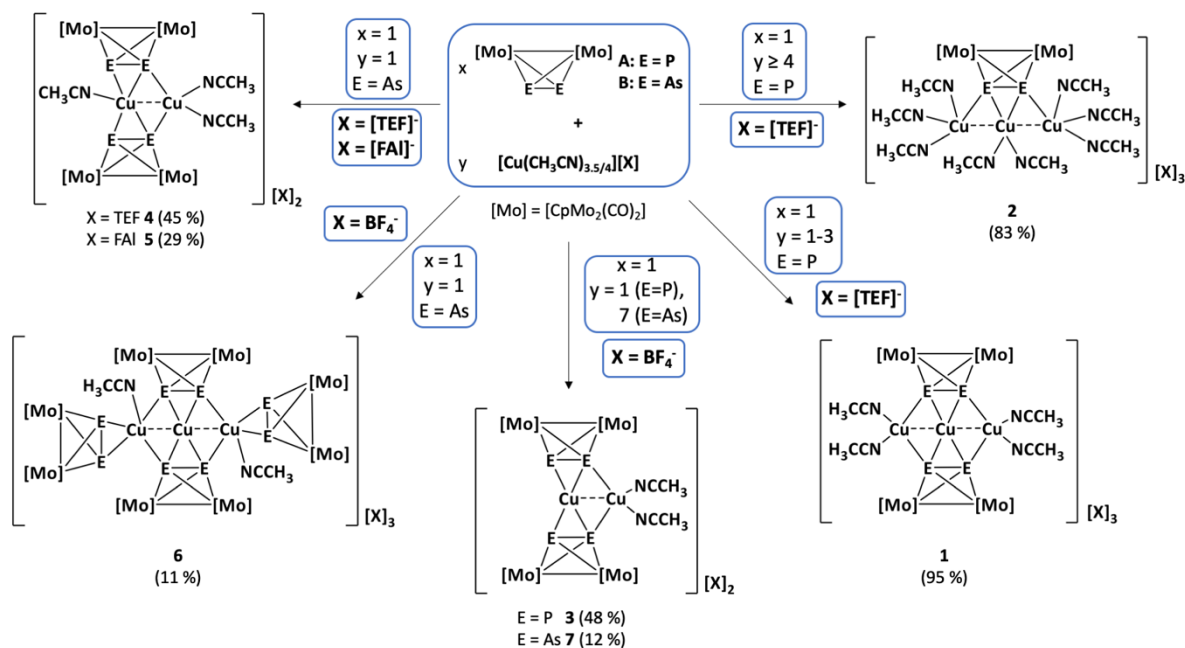 x = 1
y = 1
E = As
X = [TEF]-
X = [FAl]-
x
[Mo] [Mo]
E E
A: E = P
B: E = As
+
y
[Cu(CH₃CN)₃.₅/₄][X]
[Mo] = [CpMo₂(CO)₂]
x = 1
y ≥ 4
E = P
X = [TEF]-
[Mo] [Mo]
E E
CH₃CN Cu Cu NCCH₃
NCCH₃
E E
[Mo] [Mo]
[X]₂
X = TEF 4 (45 %)
X = FAl 5 (29 %)
[Mo] [Mo]
E E
H₃CCN NCCH₃
H₃CCN Cu Cu Cu NCCH₃
H₃CCN H₃CCN NCCH₃ NCCH₃
[X]₃
2
(83 %)
X = BF₄-
x = 1
y = 1
E = As
x = 1
y = 1 (E=P),
7 (E=As)
X = BF₄-
x = 1
y = 1-3
E = P
X = [TEF]-
[Mo] [Mo]
H₃CCN E E [Mo]
[Mo] E Cu Cu Cu E
E E
[Mo] E E NCCH₃ [Mo]
[Mo] [Mo]
[X]₃
6
(11 %)
[Mo] [Mo]
E E
Cu Cu NCCH₃
NCCH₃
E E
[Mo] [Mo]
[X]₂
E = P 3 (48 %)
E = As 7 (12 %)
[Mo] [Mo]
E E
H₃CCN NCCH₃
Cu Cu Cu
H₃CCN NCCH₃
E E
[Mo] [Mo]
[X]₃
1
(95 %)